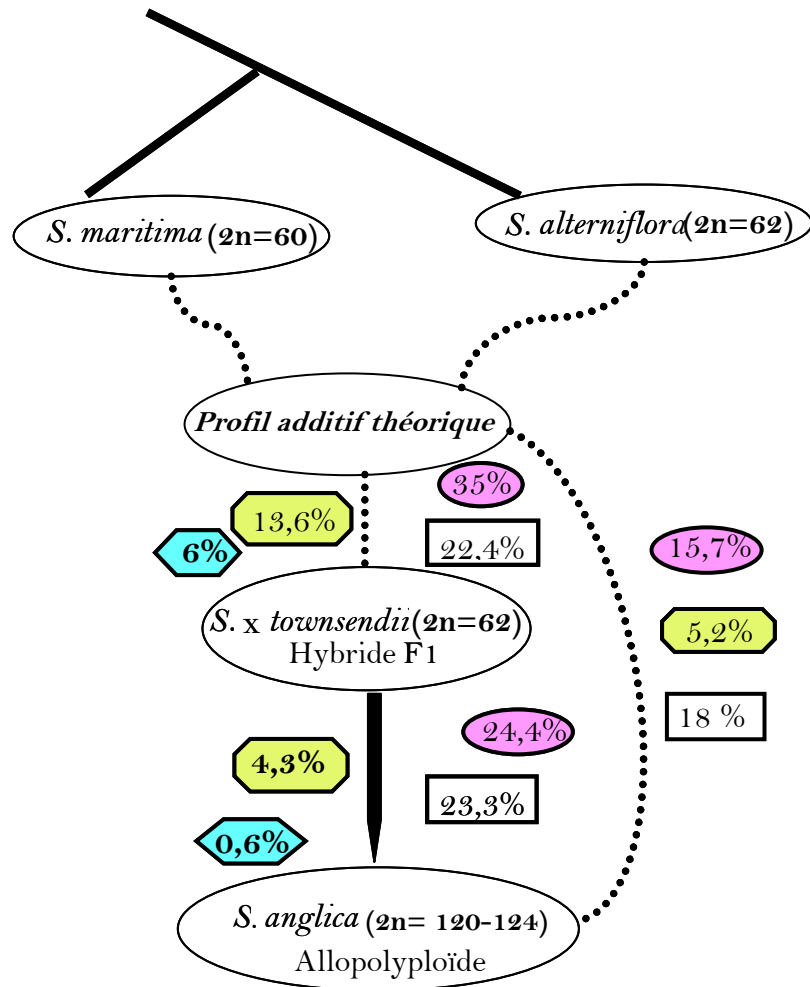 S. maritima (2n=60)
S. alterniflora(2n=62)
Profil additif théorique
35%
13,6%
22,4%
6%
15,7%
S. x townsendii(2n=62)
Hybride F1
5,2%
18 %
24,4%
4,3%
23,3%
0,6%
S. anglica (2n= 120-124)
Allopolyploïde